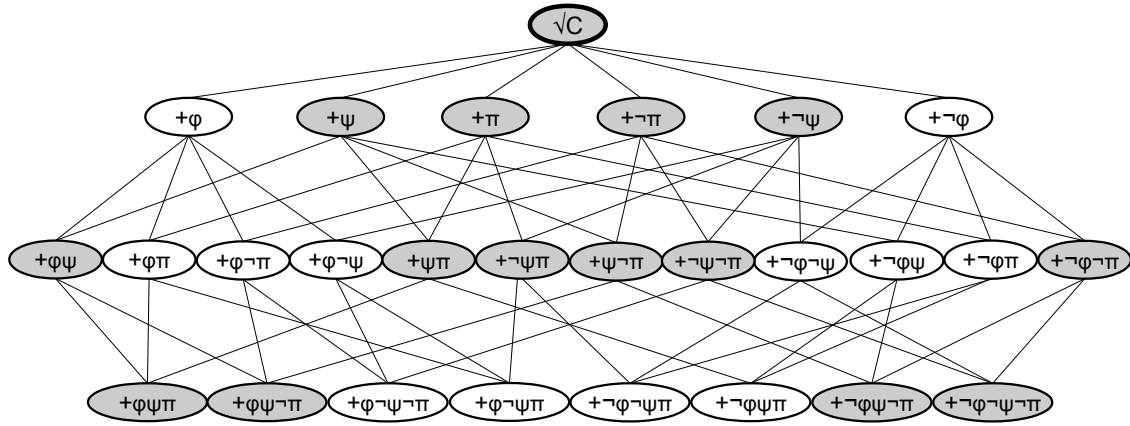 √C
+φ +ψ +π +¬π +¬ψ +¬φ
+φψ +φπ +φ¬π +φ¬ψ +ψπ +¬ψπ +ψ¬π +¬ψ¬π +¬φ¬ψ +¬φψ +¬φπ +¬φ¬π
+φψπ +φψ¬π +φ¬ψ¬π +φ¬ψπ +¬φ¬ψπ +¬φψπ +¬φψ¬π +¬φ¬ψ¬π